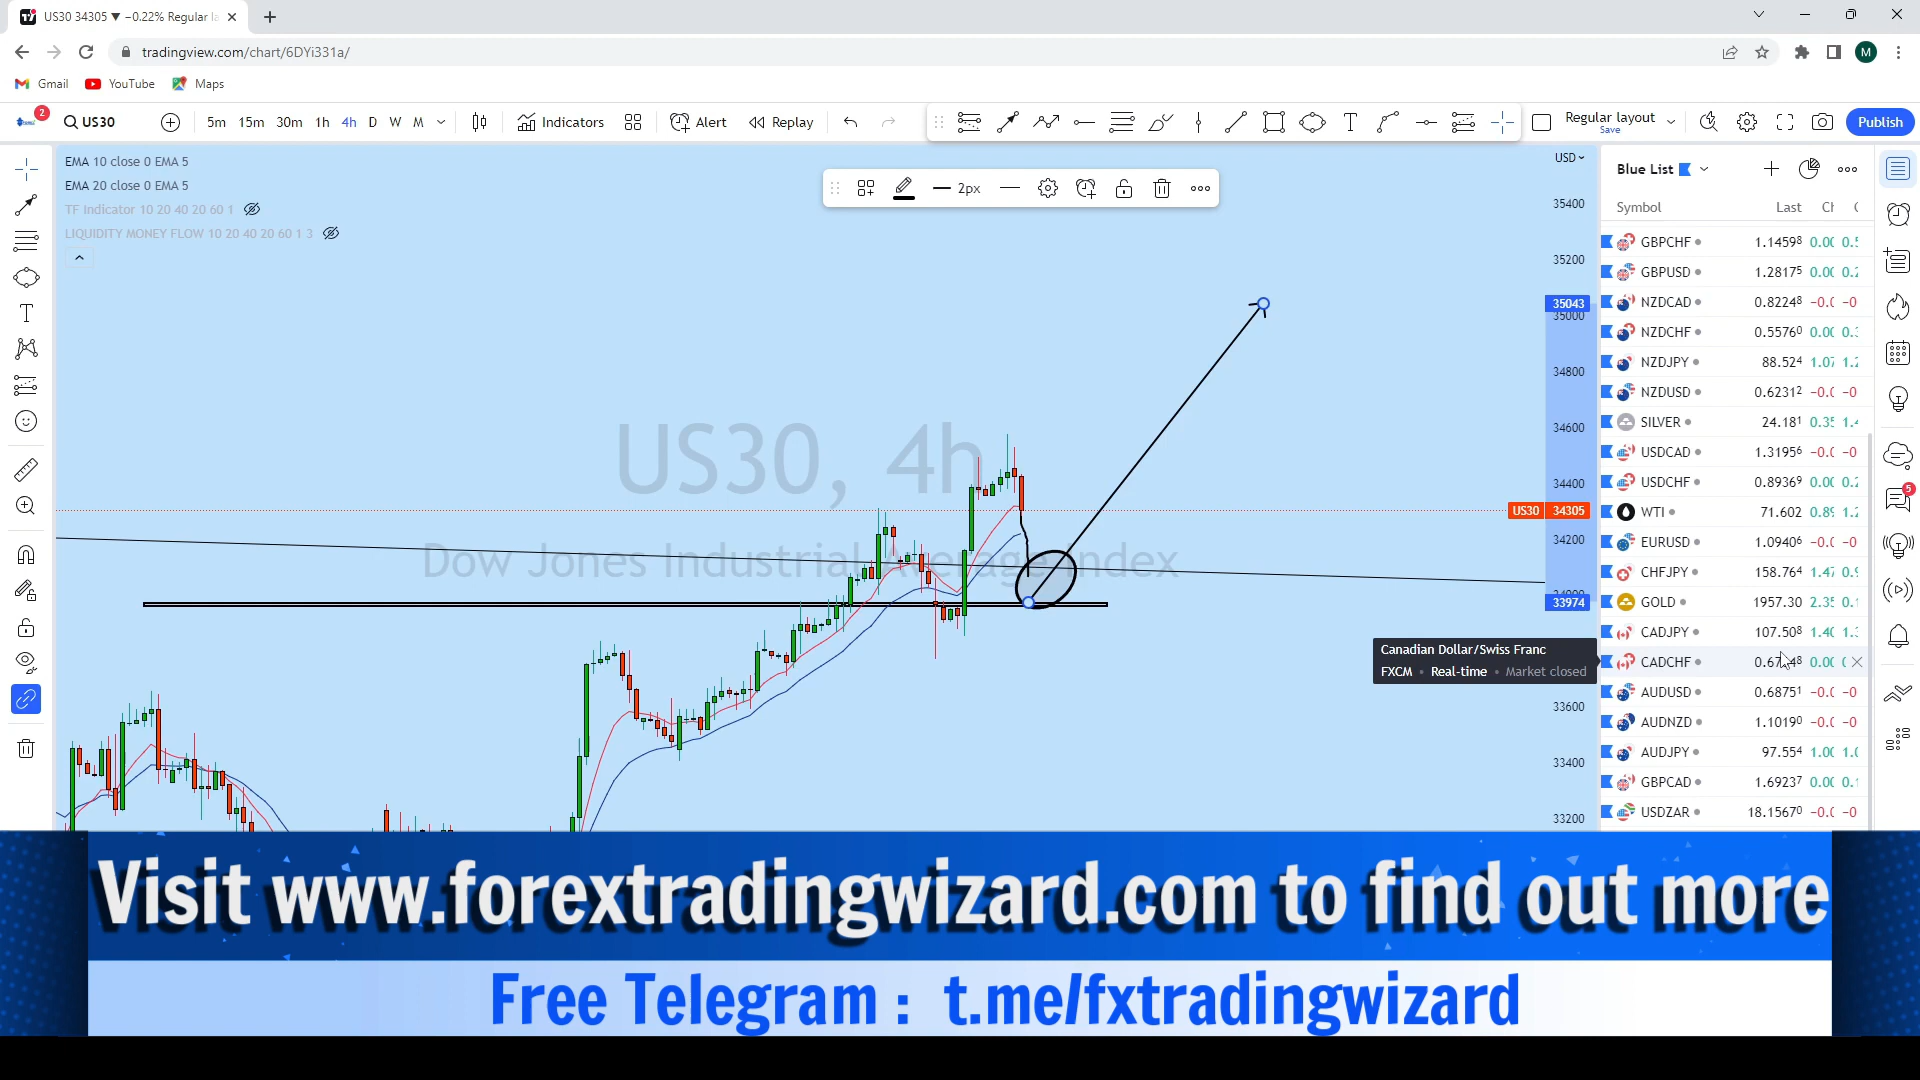 US30 34305 ▼ −0.22% Regular la
tradingview.com/chart/6DYi331a/
M
Gmail YouTube Maps
2 US30 5m 15m 30m 1h 4h D W M Indicators Alert Replay Regular layout Save Publish
EMA 10 close 0 EMA 5
EMA 20 close 0 EMA 5
TF Indicator 10 20 40 20 60 1
LIQUIDITY MONEY FLOW 10 20 40 20 60 1 3
2px
USD
35400
35200
35043
35000
34800
34600
34400
US30 34305
34200
33974
33600
33400
33200
US30, 4h
Dow Jones Industrial Average Index
Canadian Dollar/Swiss Franc
FXCM • Real-time • Market closed
Blue List
Symbol Last
GBPCHF 1.14598
GBPUSD 1.28175
NZDCAD 0.82248
NZDCHF 0.55760
NZDJPY 88.524
NZDUSD 0.62312
SILVER 24.181
USDCAD 1.31956
USDCHF 0.89369
WTI 71.602
EURUSD 1.09406
CHFJPY 158.764
GOLD 1957.30
CADJPY 107.508
CADCHF
AUDUSD 0.68751
AUDNZD 1.10190
AUDJPY 97.554
GBPCAD 1.69237
USDZAR 18.15670
5
Visit www.forextradingwizard.com to find out more
Free Telegram : t.me/fxtradingwizard